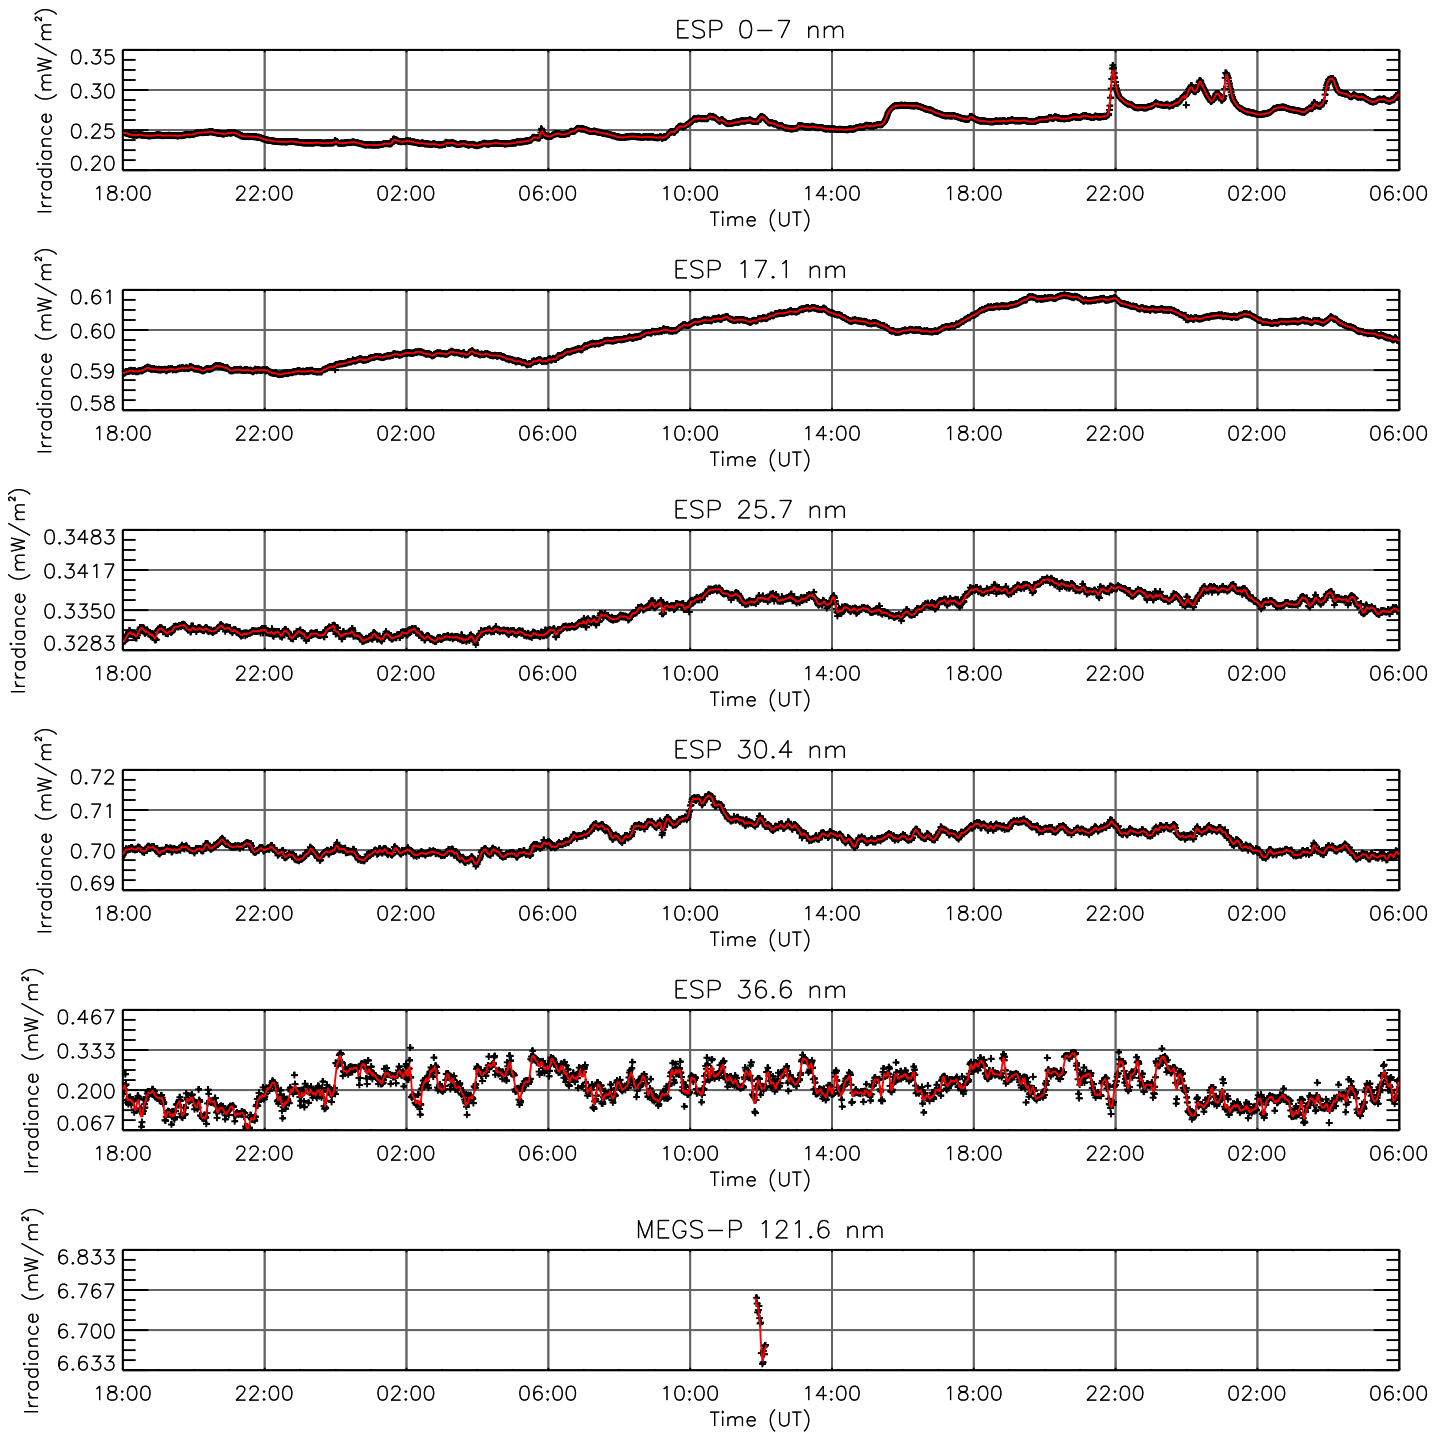 ESP 0-7 nm
Irradiance (mW/m²)
0.35
0.30
0.25
0.20
18:00 22:00 02:00 06:00 10:00 14:00 18:00 22:00 02:00 06:00
Time (UT)
ESP 17.1 nm
Irradiance (mW/m²)
0.61
0.60
0.59
0.58
18:00 22:00 02:00 06:00 10:00 14:00 18:00 22:00 02:00 06:00
Time (UT)
ESP 25.7 nm
Irradiance (mW/m²)
0.3483
0.3417
0.3350
0.3283
18:00 22:00 02:00 06:00 10:00 14:00 18:00 22:00 02:00 06:00
Time (UT)
ESP 30.4 nm
Irradiance (mW/m²)
0.72
0.71
0.70
0.69
18:00 22:00 02:00 06:00 10:00 14:00 18:00 22:00 02:00 06:00
Time (UT)
ESP 36.6 nm
Irradiance (mW/m²)
0.467
0.333
0.200
0.067
18:00 22:00 02:00 06:00 10:00 14:00 18:00 22:00 02:00 06:00
Time (UT)
MEGS-P 121.6 nm
Irradiance (mW/m²)
6.833
6.767
6.700
6.633
18:00 22:00 02:00 06:00 10:00 14:00 18:00 22:00 02:00 06:00
Time (UT)